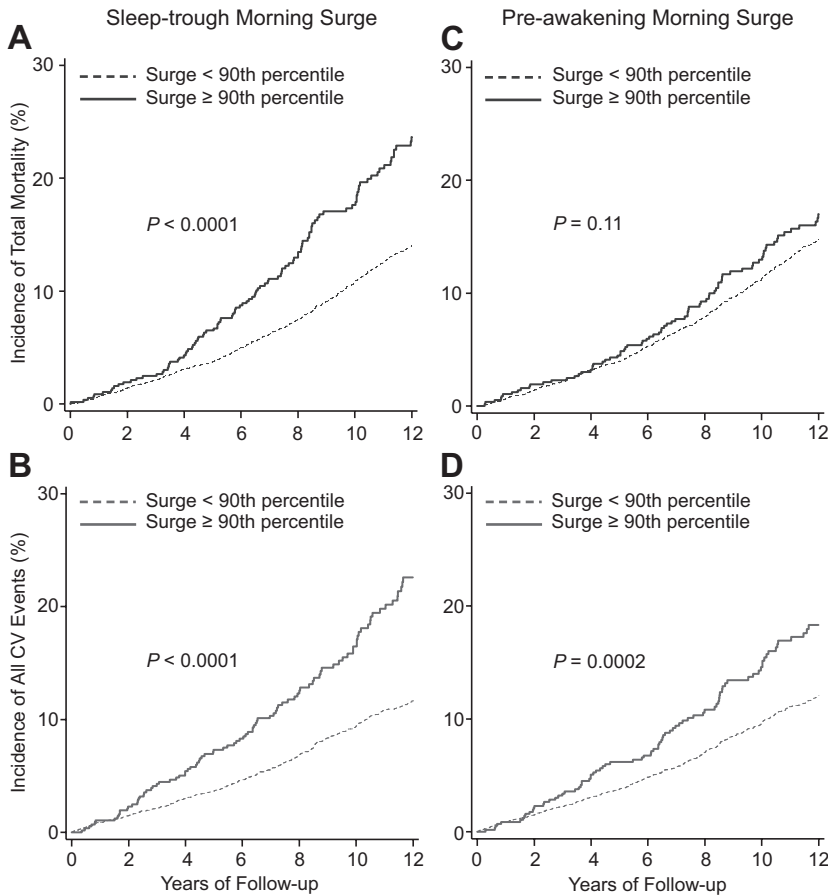 Sleep-trough Morning Surge
Pre-awakening Morning Surge
A
30
20
10
0
Incidence of Total Mortality (%)
Surge < 90th percentile
Surge ≥ 90th percentile
P < 0.0001
0 2 4 6 8 10 12
C
30
20
10
0
Surge < 90th percentile
Surge ≥ 90th percentile
P = 0.11
0 2 4 6 8 10 12
B
30
20
10
0
Incidence of All CV Events (%)
Surge < 90th percentile
Surge ≥ 90th percentile
P < 0.0001
0 2 4 6 8 10 12
Years of Follow-up
D
30
20
10
0
Surge < 90th percentile
Surge ≥ 90th percentile
P = 0.0002
0 2 4 6 8 10 12
Years of Follow-up